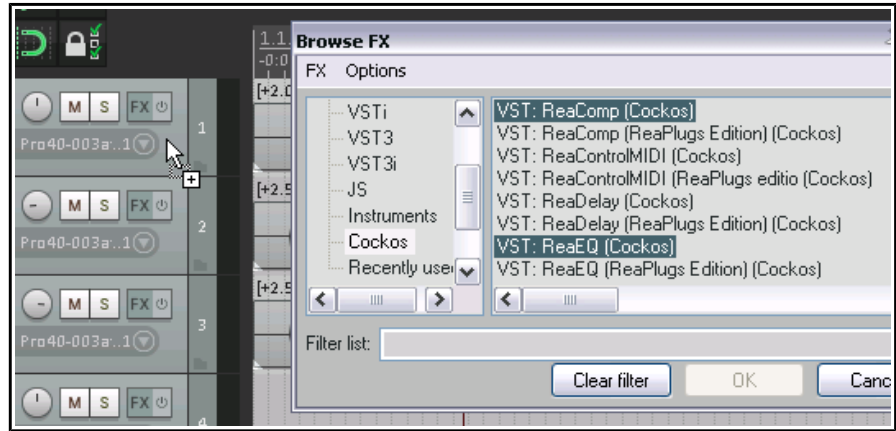 1.1.
Browse FX
-0:0
FX Options
[+2.0
M S FX
1
Pro40-003a...1
VSTi
VST3
VST3i
JS
Instruments
Cockos
Recently use
VST: ReaComp (Cockos)
VST: ReaComp (ReaPlugs Edition) (Cockos)
VST: ReaControlMIDI (Cockos)
VST: ReaControlMIDI (ReaPlugs editio (Cockos)
VST: ReaDelay (Cockos)
VST: ReaDelay (ReaPlugs Edition) (Cockos)
VST: ReaEQ (Cockos)
VST: ReaEQ (ReaPlugs Edition) (Cockos)
[+2.5
M S FX
2
Pro40-003a...1
[+2.5
M S FX
3
Pro40-003a...1
Filter list:
Clear filter OK Canc
M S FX
4